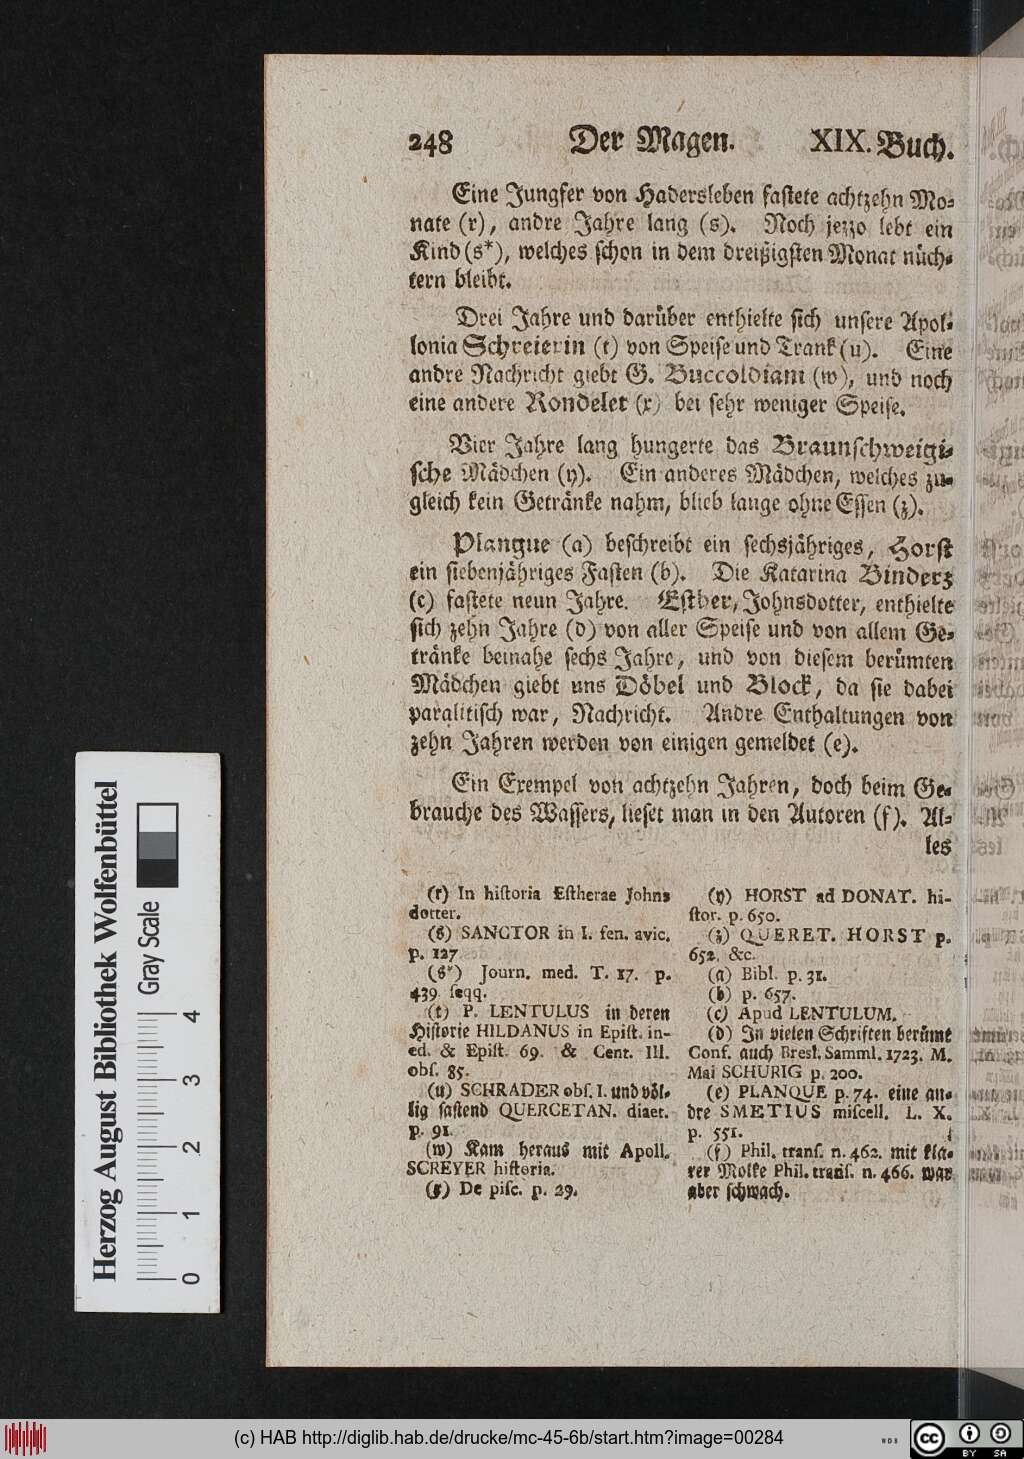 248 Der Magen. XIX. Buch.
Eine Jungfer von Hadersleben fastete achtzehn Mo-
nate (r), andre Jahre lang (s). Noch jezzo lebt ein
Kind (s*), welches schon in dem dreißigsten Monat nüch-
tern bleibt.
Drei Jahre und darüber enthielte sich unsere Apol-
lonia Schreierin (t) von Speise und Trank (u). Eine
andre Nachricht giebt G. Buccoldiani (w), und noch
eine andere Rondelet (x) bei sehr weniger Speise.
Vier Jahre lang hungerte das Braunschweigi-
sche Mädchen (y). Ein anderes Mädchen, welches zu-
gleich kein Getränke nahm, blieb lange ohne Essen (z).
Plangue (a) beschreibt ein sechsjähriges, Horst
ein siebenjähriges Fasten (b). Die Katarina Binderz
(c) fastete neun Jahre. Esther, Johnsdotter, enthielte
sich zehn Jahre (d) von aller Speise und von allem Ge-
tränke beinahe sechs Jahre, und von diesem berümten
Mädchen giebt uns Döbel und Block, da sie dabei
paralitisch war, Nachricht. Andre Enthaltungen von
zehn Jahren werden von einigen gemeldet (e).
Ein Exempel von achtzehn Jahren, doch beim Ge-
brauche des Wassers, lieset man in den Autoren (f). Al-
les
(r) In historia Estherae Johns
dotter.
(s) SANCTOR in I. fen. avic.
p. 127
(s*) Journ. med. T. 17. p.
439. seqq.
(t) P. LENTULUS in deren
Historie HILDANUS in Epist. in-
ed. & Epist. 69. & Cent. III.
obs. 85.
(u) SCHRADER obs. I. und völ-
lig fastend QUERCETAN. diaet.
p. 91.
(w) Kam heraus mit Apoll.
SCREYER historia.
(x) De pisc. p. 29.
(y) HORST ad DONAT. hi-
stor. p. 650.
(z) QUERET. HORST p.
652. &c.
(a) Bibl. p. 31.
(b) p. 657.
(c) Apud LENTULUM.
(d) In vielen Schriften berümt
Conf. auch Bresl. Samml. 1723. M.
Mai SCHURIG p. 200.
(e) PLANQUE p. 74. eine an-
dre SMETIUS miscell. L. X.
p. 551.
(f) Phil. trans. n. 462. mit kla-
rer Molke Phil. trans. n. 466. war
aber schwach.
Herzog August Bibliothek Wolfenbüttel
Gray Scale
0 1 2 3 4
(c) HAB http://diglib.hab.de/drucke/mc-45-6b/start.htm?image=00284
WDB
cc BY SA